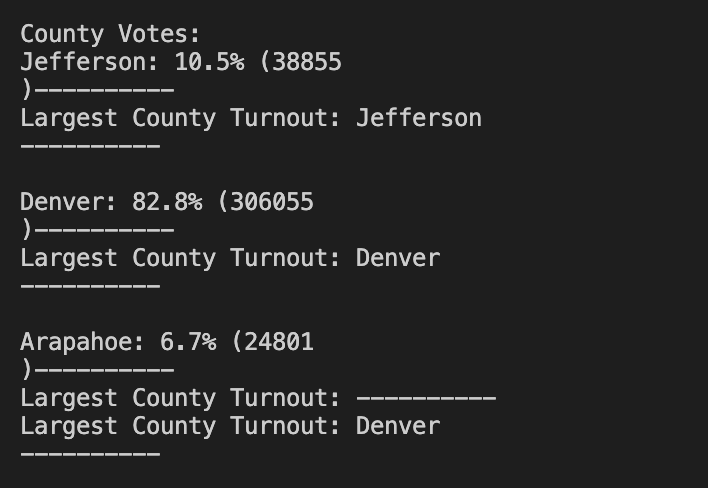 County Votes:
Jefferson: 10.5% (38855
)----------
Largest County Turnout: Jefferson
----------
Denver: 82.8% (306055
)----------
Largest County Turnout: Denver
----------
Arapahoe: 6.7% (24801
)----------
Largest County Turnout: ----------
Largest County Turnout: Denver
----------